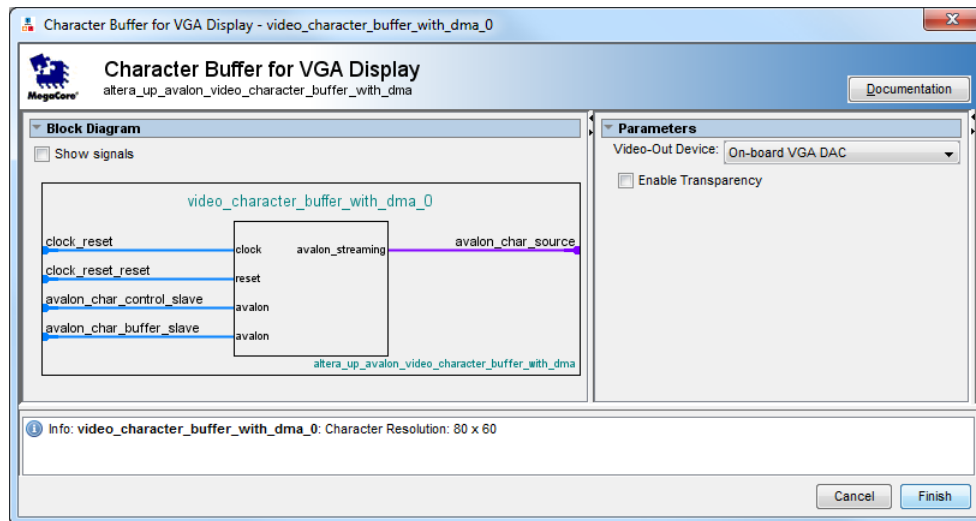 Character Buffer for VGA Display - video_character_buffer_with_dma_0
X
MegaCore®
Character Buffer for VGA Display
altera_up_avalon_video_character_buffer_with_dma
Documentation
Block Diagram
Show signals
video_character_buffer_with_dma_0
clock_reset
clock
avalon_streaming
avalon_char_source
clock_reset_reset
reset
avalon_char_control_slave
avalon
avalon_char_buffer_slave
avalon
altera_up_avalon_video_character_buffer_with_dma
Parameters
Video-Out Device: On-board VGA DAC
Enable Transparency
Info: video_character_buffer_with_dma_0: Character Resolution: 80 x 60
Cancel
Finish